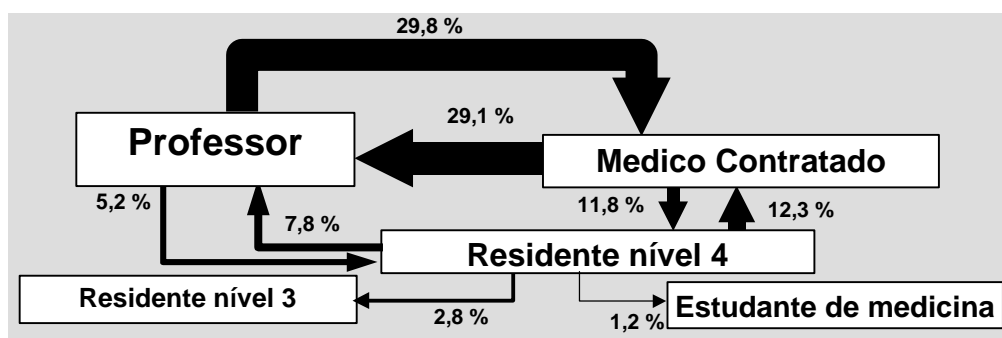 29,8 %
Professor
29,1 %
Medico Contratado
5,2 %
7,8 %
11,8 %
12,3 %
Residente nível 4
Residente nível 3
2,8 %
1,2 %
Estudante de medicina